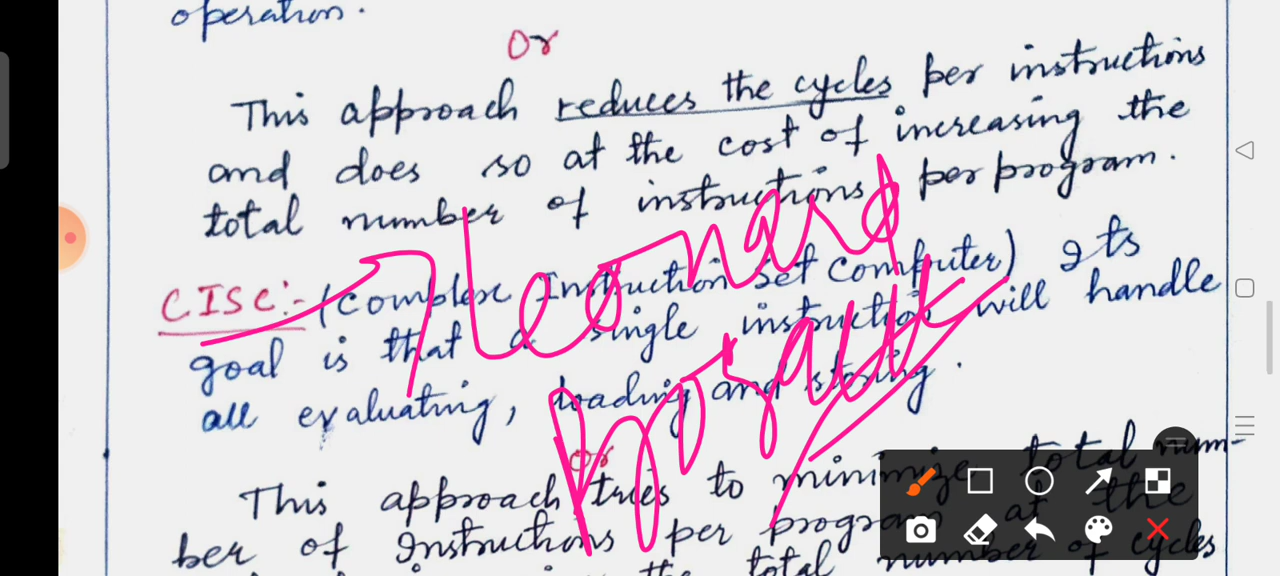 operation.
Or
This approach reduces the cycles per instructions
and does so at the cost of increasing the
total number of instructions per program.
CISC:- (Complex Instruction Set Computer) Its
goal is that a single instruction will handle
all evaluating, loading and storing.
or
This approach tries to minimize total num-
ber of Instructions per program at the
the total number of cycles
leonard